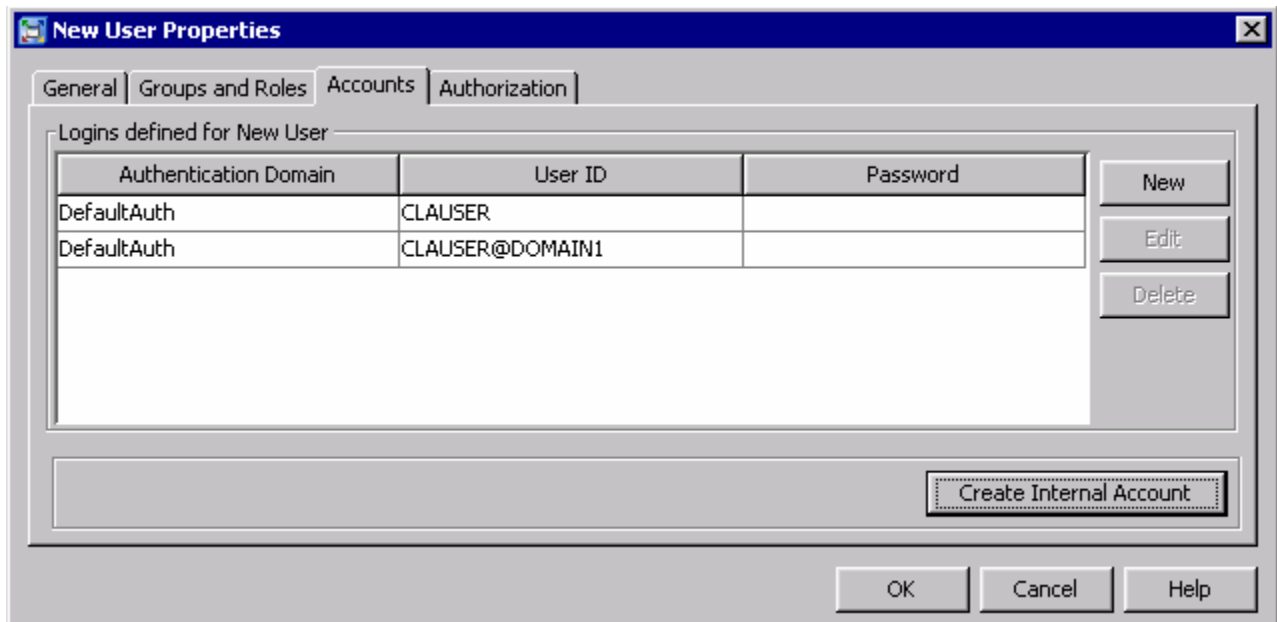 New User Properties
General Groups and Roles Accounts Authorization
Logins defined for New User
Authentication Domain User ID Password
New
DefaultAuth CLAUSER
Edit
DefaultAuth CLAUSER@DOMAIN1
Delete
Create Internal Account
OK Cancel Help